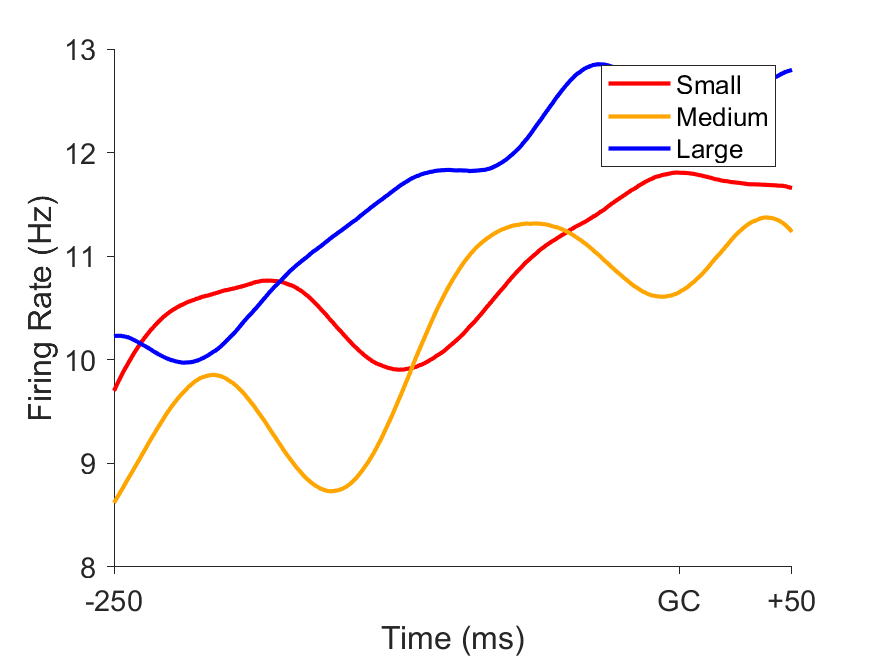 13
12
11
10
9
8
Firing Rate (Hz)
Small
Medium
Large
-250
GC
+50
Time (ms)